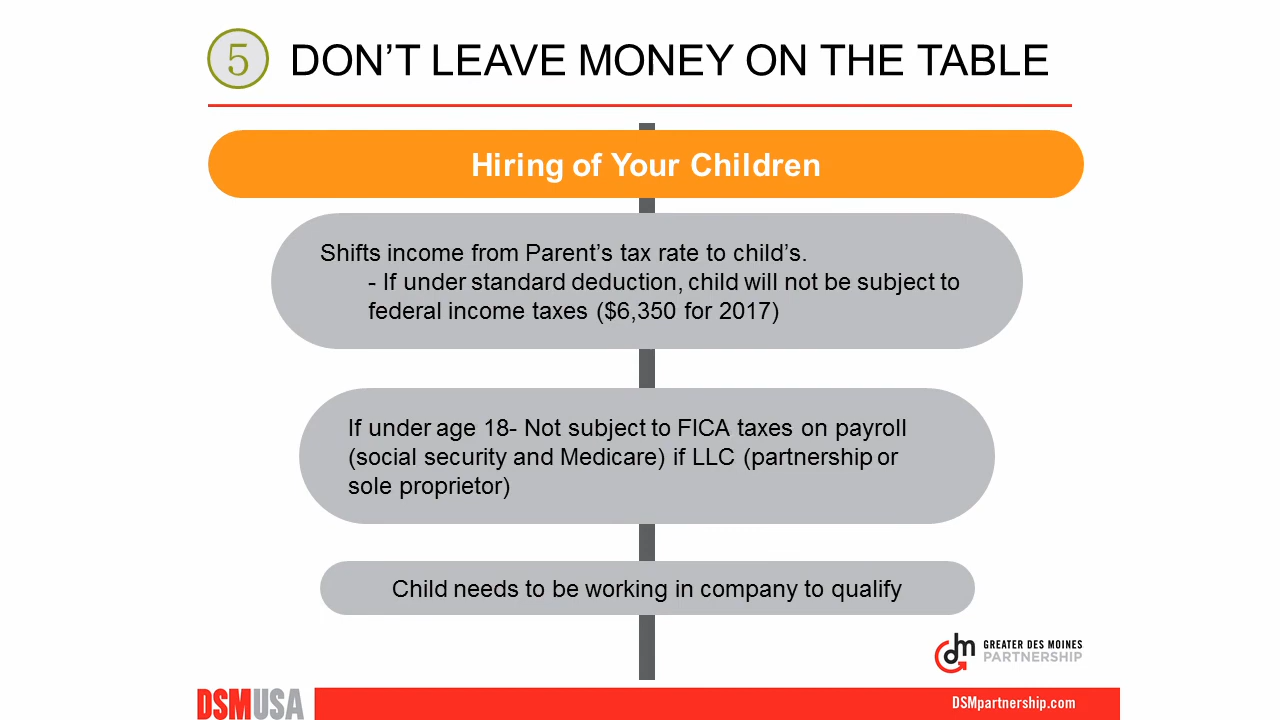 5 DON'T LEAVE MONEY ON THE TABLE
Hiring of Your Children
Shifts income from Parent's tax rate to child's.
- If under standard deduction, child will not be subject to
federal income taxes ($6,350 for 2017)
If under age 18- Not subject to FICA taxes on payroll
(social security and Medicare) if LLC (partnership or
sole proprietor)
Child needs to be working in company to qualify
dm GREATER DES MOINES
PARTNERSHIP
DSMUSA
DSMpartnership.com